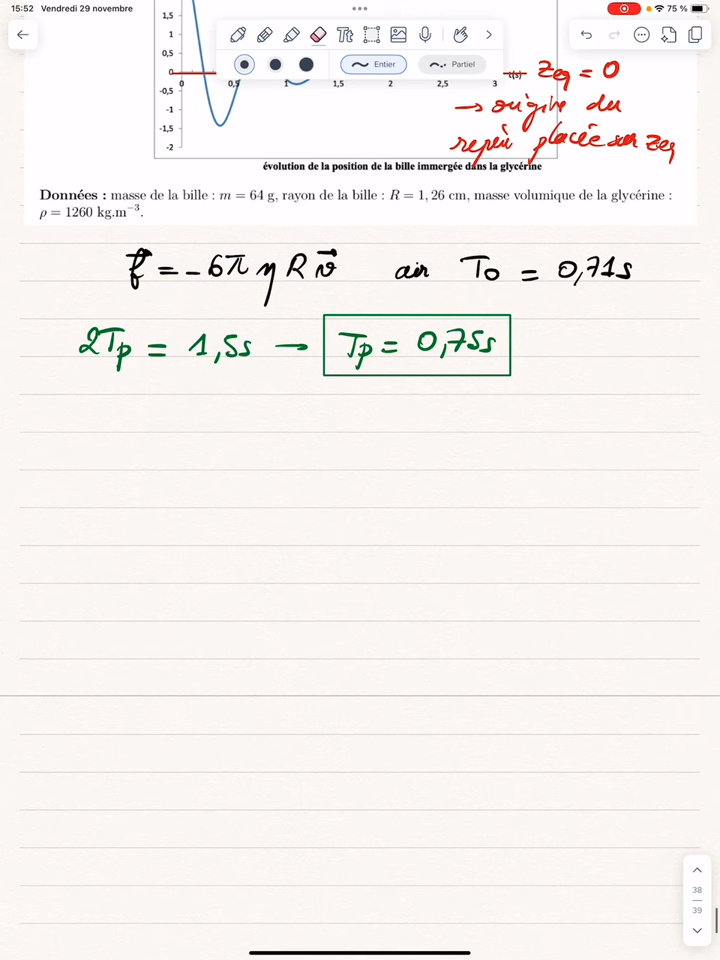 15:52 Vendredi 29 novembre
75 %
1,5
1
0,5
0
-0,5
-1
-1,5
-2
Tt
Entier
Partiel
0,5
1
1,5
2
2,5
3
t(s)
zeq = 0
→ origine du
repère placée sur zeq
évolution de la position de la bille immergée dans la glycérine
Données : masse de la bille : m = 64 g, rayon de la bille : R = 1, 26 cm, masse volumique de la glycérine :
ρ = 1260 kg.m⁻³.
f⃗ = - 6π η R v⃗ air T0 = 0,71s
2Tp = 1,5s → Tp = 0,75s
38
39